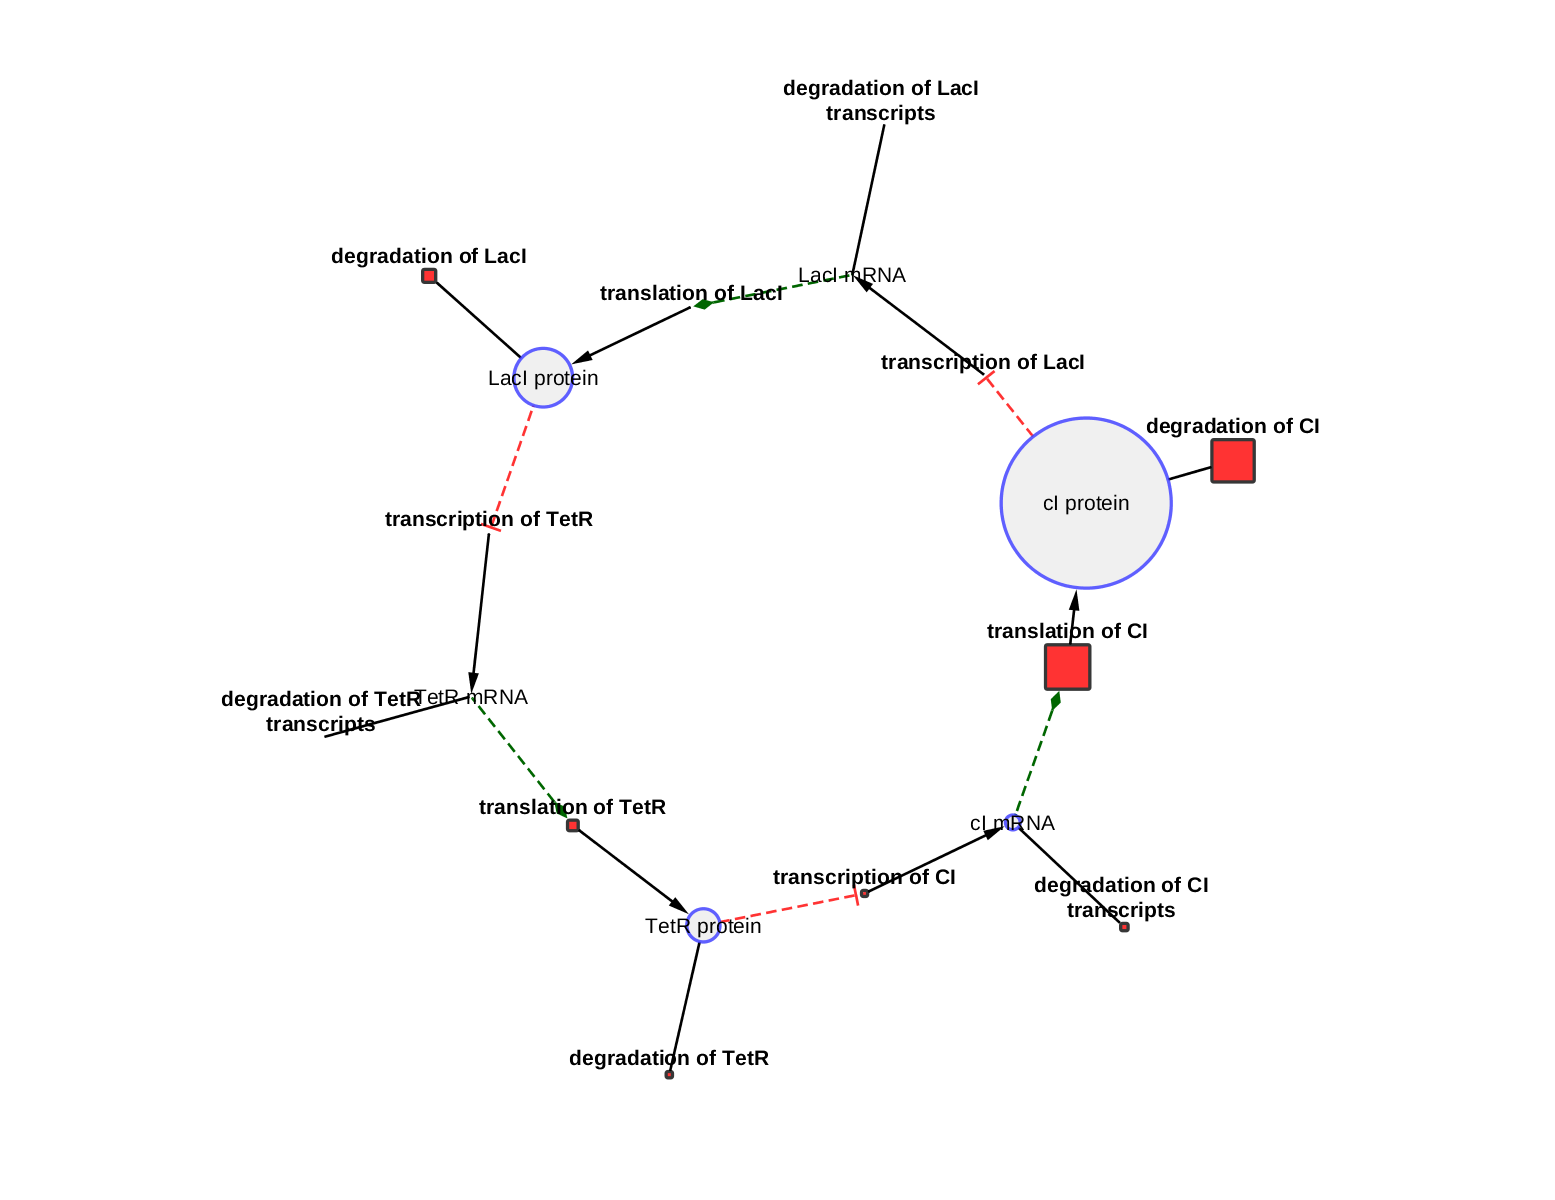 degradation of LacI
transcripts
degradation of LacI
LacI mRNA
translation of LacI
transcription of LacI
LacI protein
degradation of CI
cI protein
transcription of TetR
translation of CI
degradation of TetR
transcripts
TetR mRNA
translation of TetR
cI mRNA
transcription of CI
degradation of CI
transcripts
TetR protein
degradation of TetR